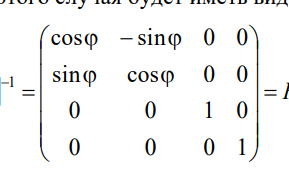 этого случая будет иметь вид
cosφ −sinφ 0 0
−1 = sinφ cosφ 0 0 =
0 0 1 0
0 0 0 1